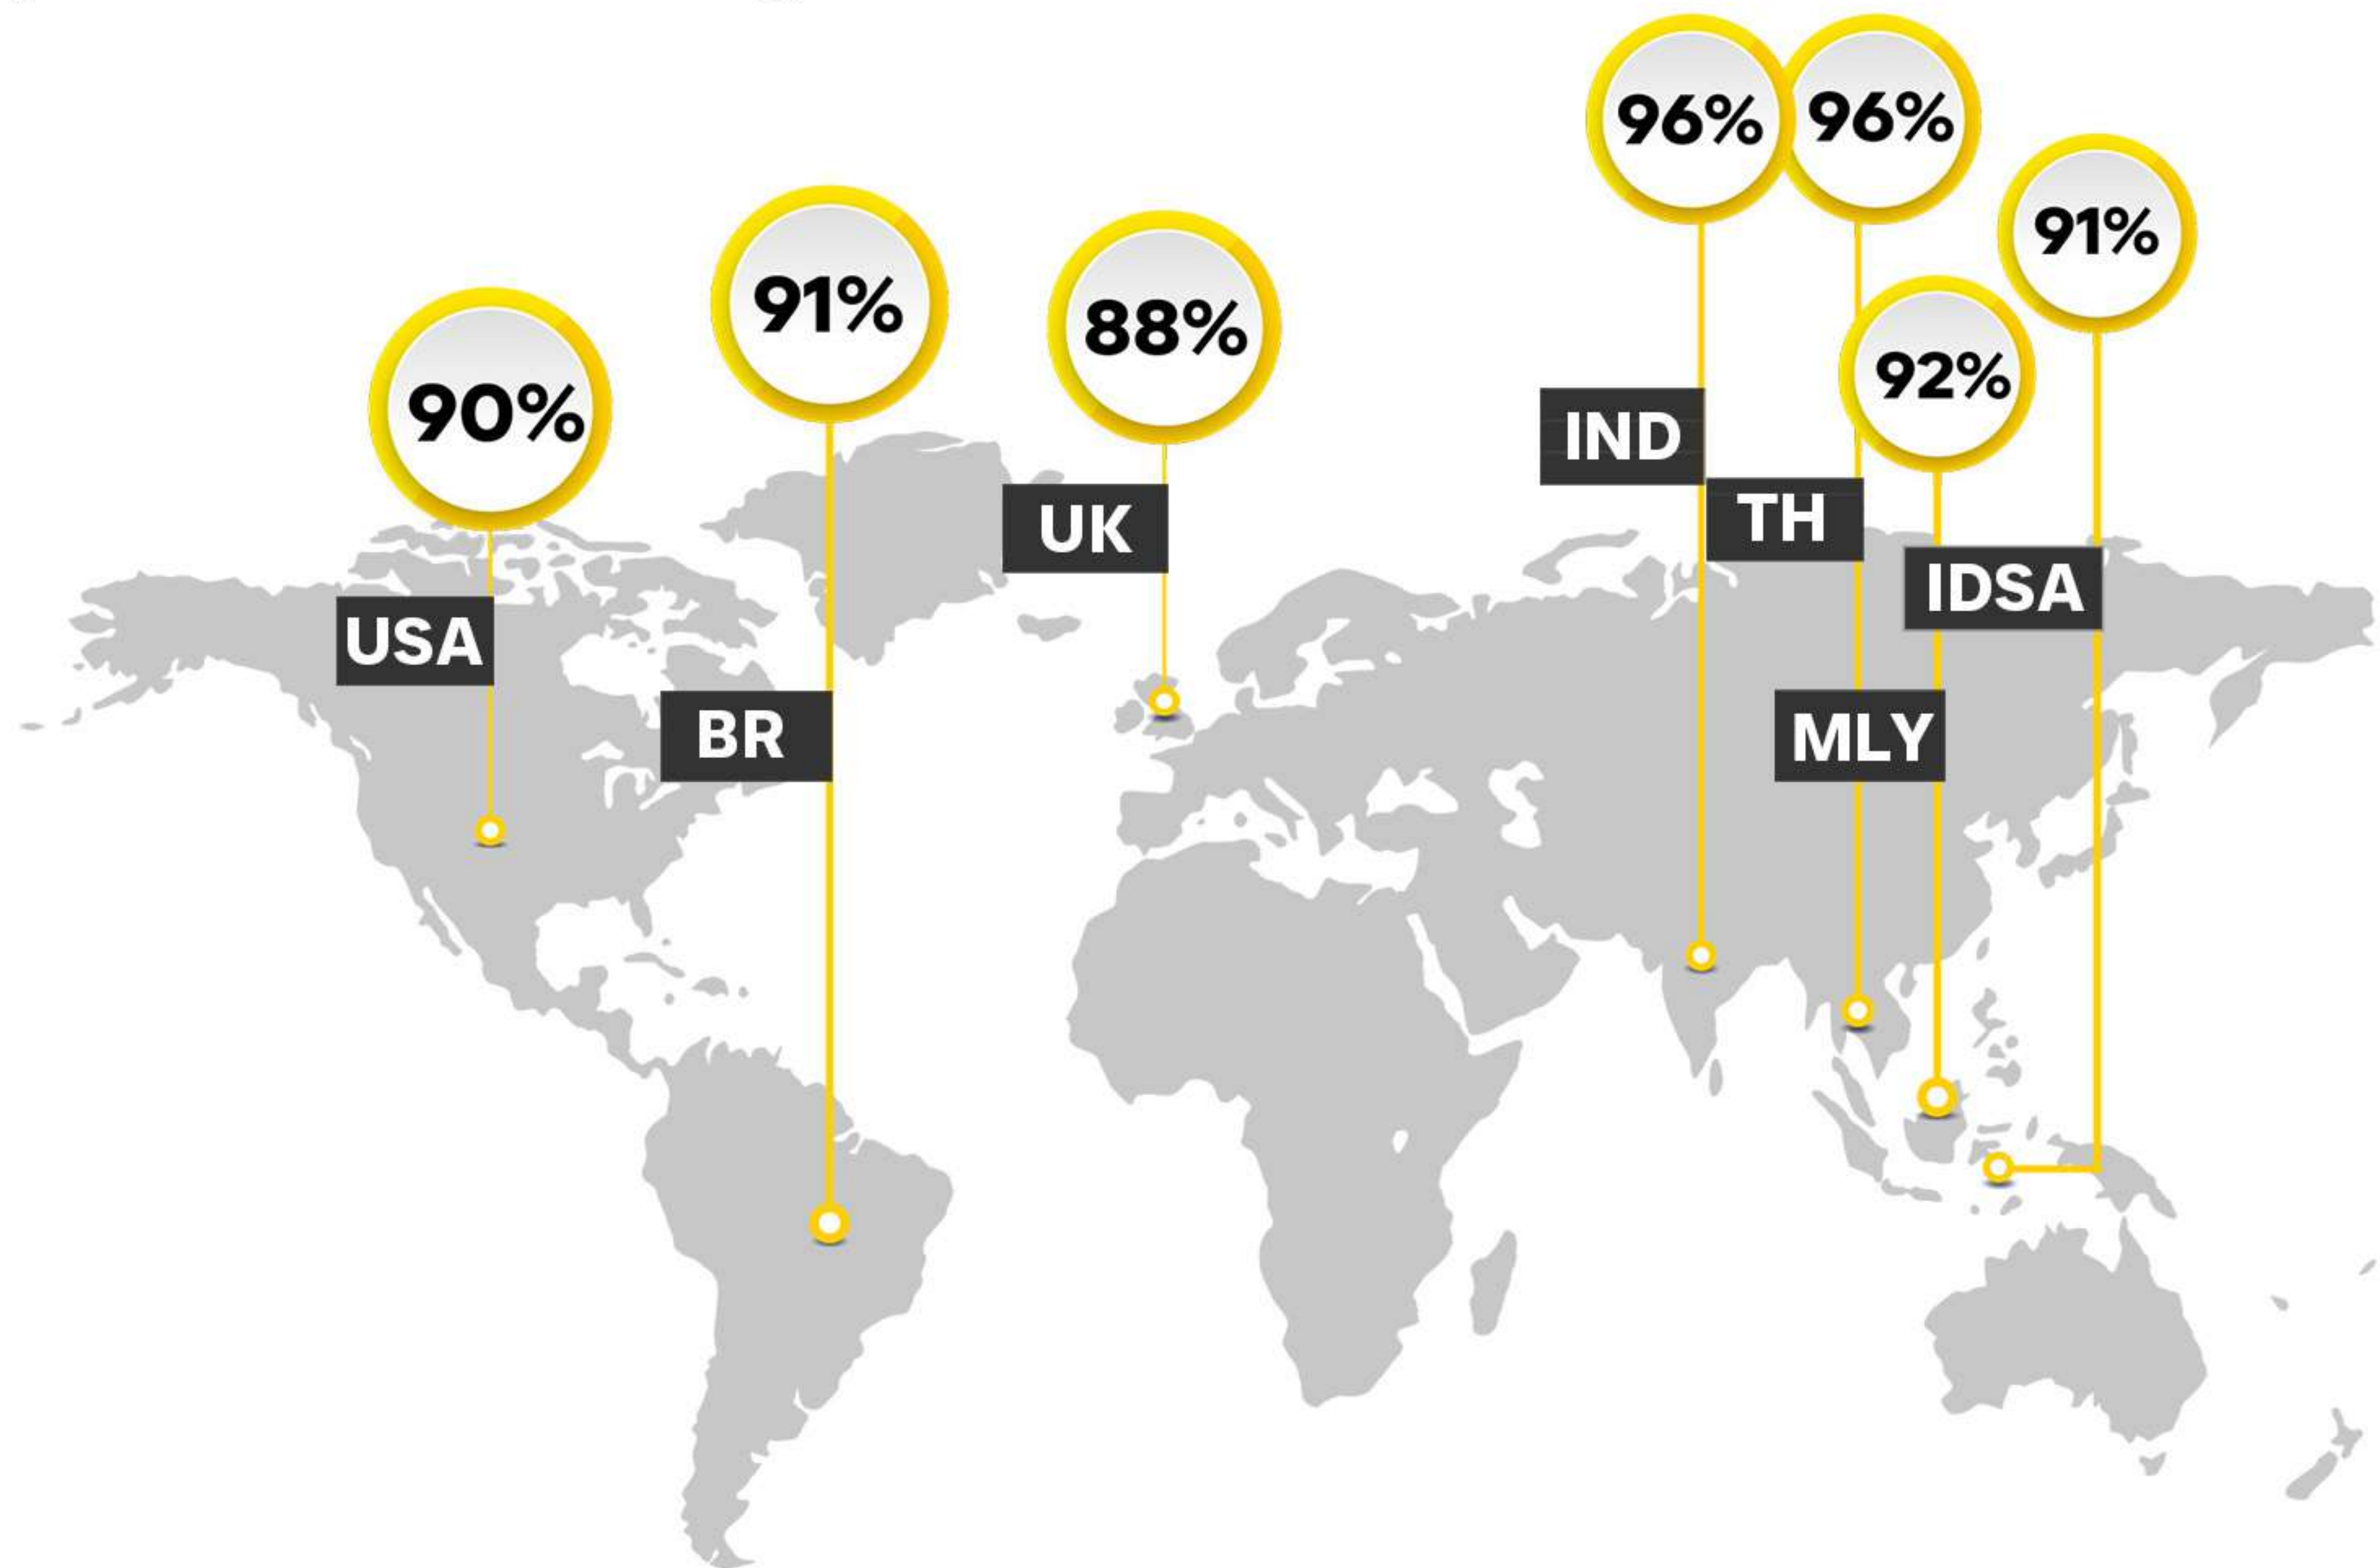 96%
96%
91%
91%
88%
92%
90%
IND
TH
UK
IDSA
USA
BR
MLY